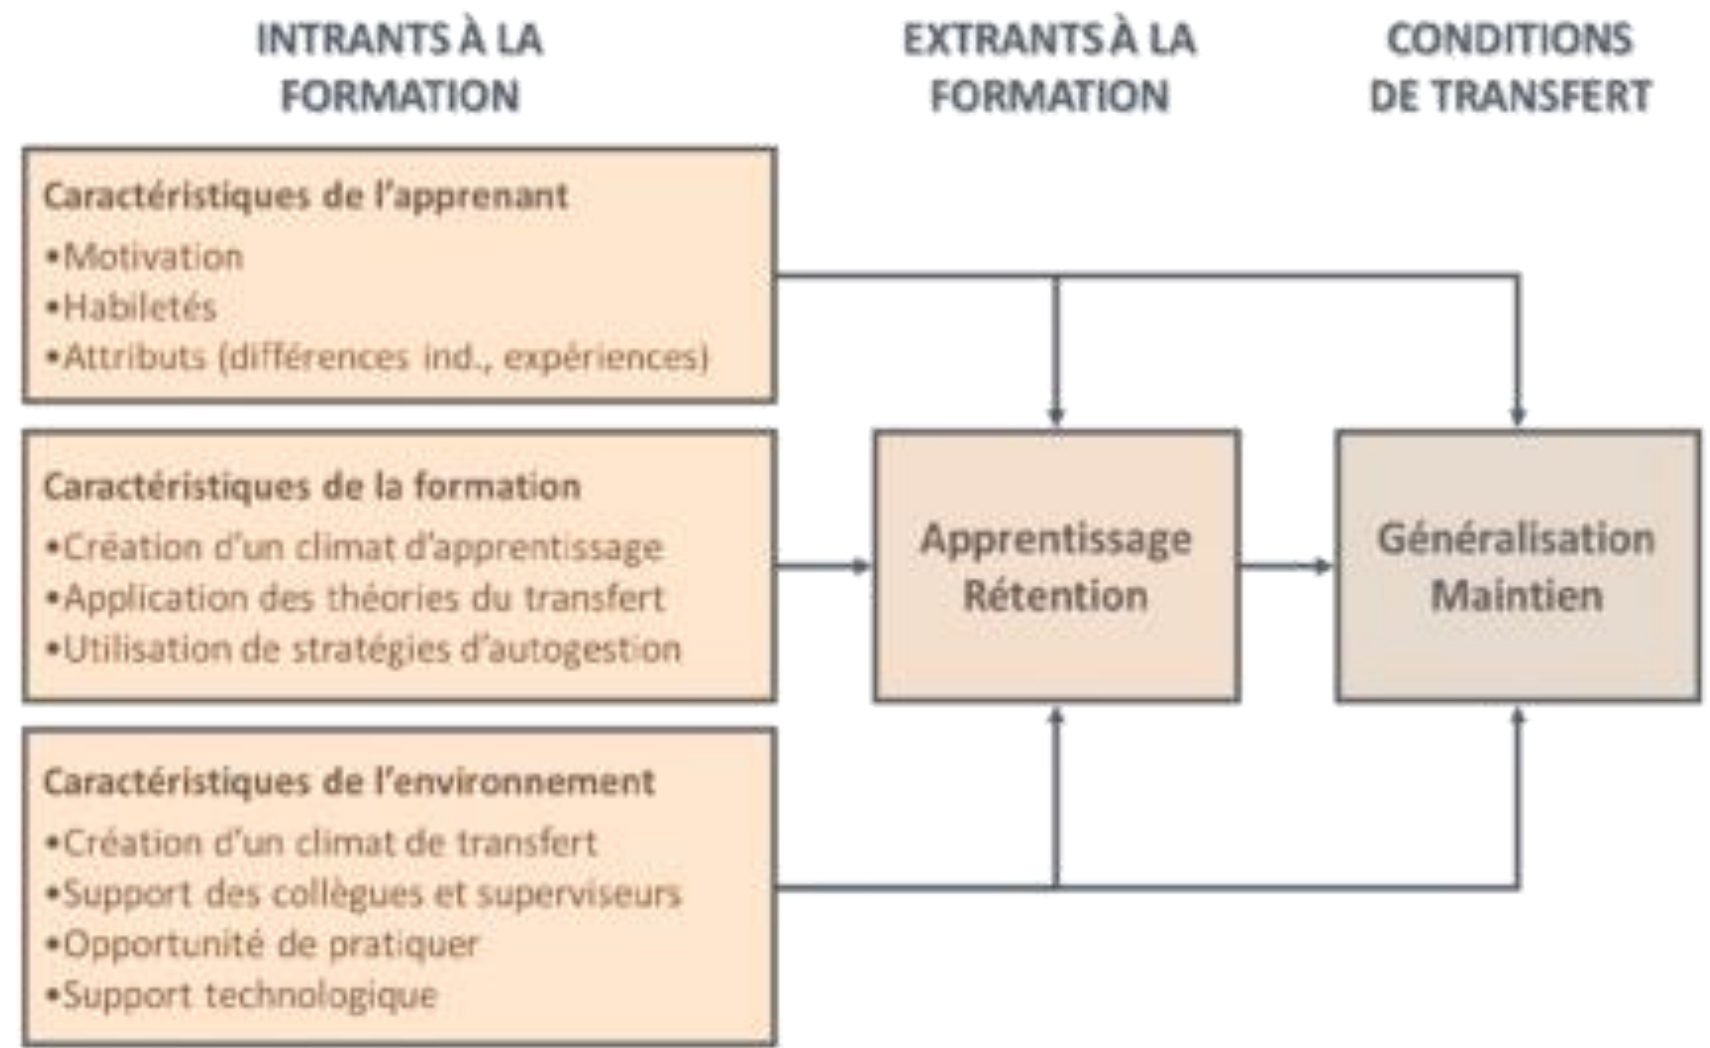 INTRANTS À LA
FORMATION
EXTRANTS À LA
FORMATION
CONDITIONS
DE TRANSFERT
Caractéristiques de l'apprenant
•Motivation
•Habiletés
•Attributs (différences ind., expériences)
Caractéristiques de la formation
•Création d'un climat d'apprentissage
•Application des théories du transfert
•Utilisation de stratégies d'autogestion
Caractéristiques de l'environnement
•Création d'un climat de transfert
•Support des collègues et superviseurs
•Opportunité de pratiquer
•Support technologique
Apprentissage
Rétention
Généralisation
Maintien